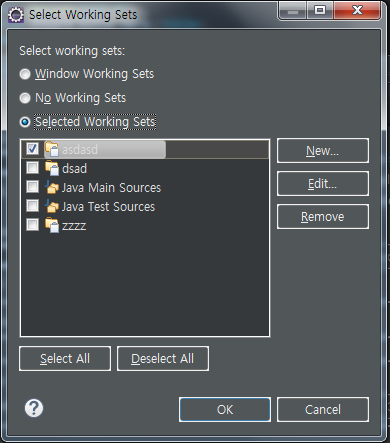 Select Working Sets
Select working sets:
Window Working Sets
No Working Sets
Selected Working Sets
asdasd
dsad
Java Main Sources
Java Test Sources
zzzz
New...
Edit...
Remove
Select All
Deselect All
?
OK
Cancel